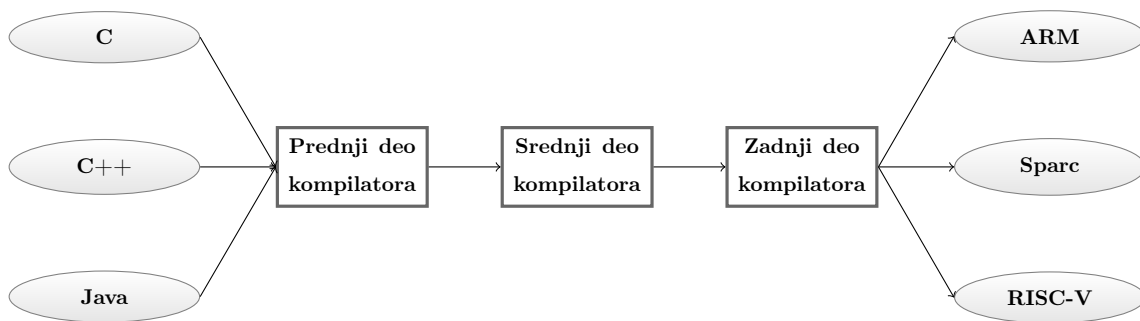 C
C++
Java
Prednji deo
kompilatora
Srednji deo
kompilatora
Zadnji deo
kompilatora
ARM
Sparc
RISC-V